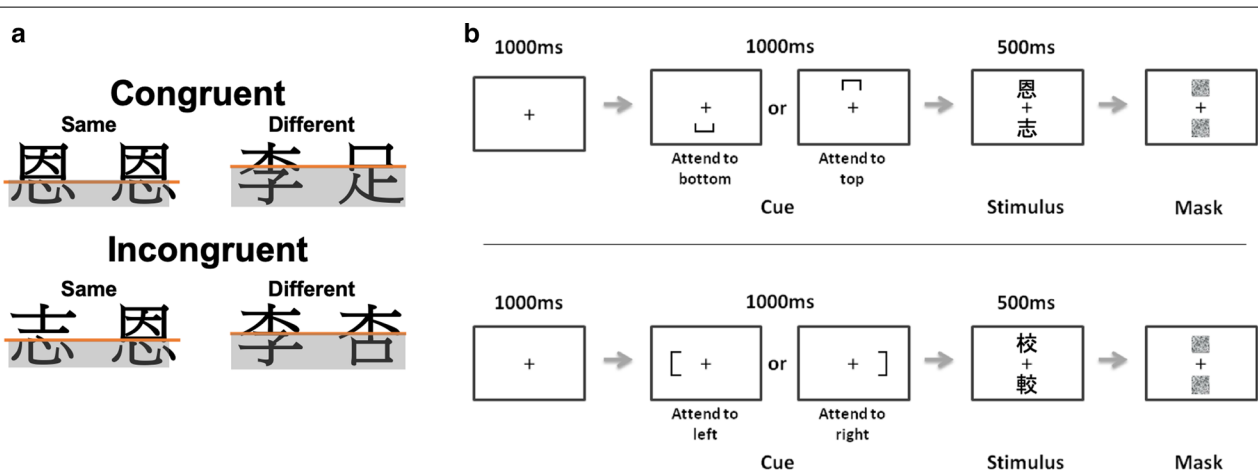 a
Congruent
Same Different
恩 恩 李 足
Incongruent
Same Different
志 恩 李 杏
b
1000ms 1000ms 500ms
+ + or + 恩 + 志 +
Attend to bottom
Attend to top
Cue Stimulus Mask
1000ms 1000ms 500ms
+ [ + or + ] 校 + 較 +
Attend to left
Attend to right
Cue Stimulus Mask